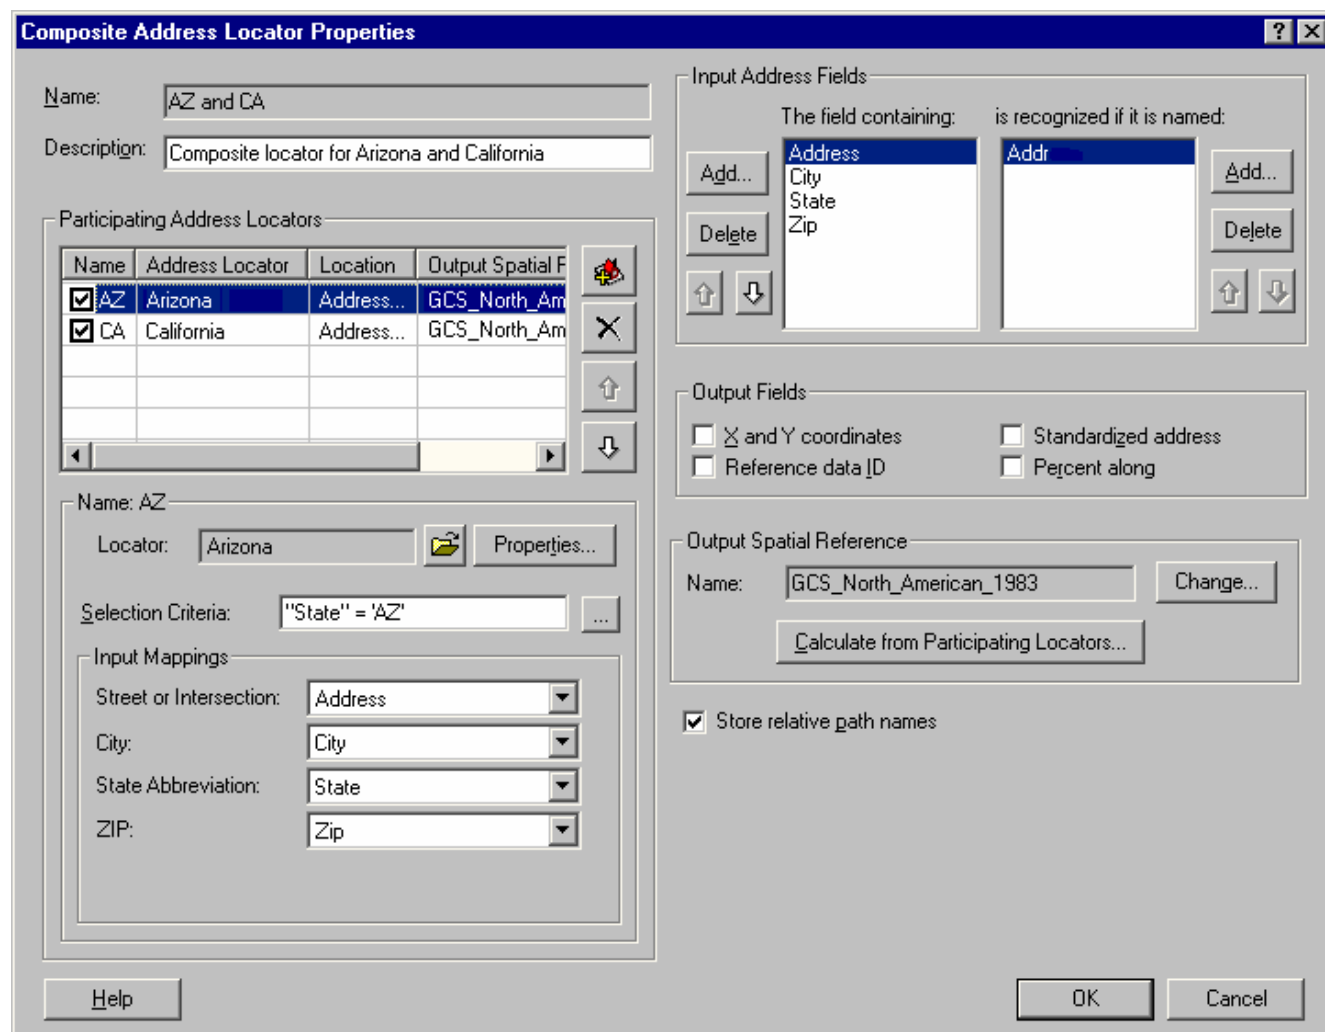 Composite Address Locator Properties
Name: AZ and CA
Description: Composite locator for Arizona and California
Participating Address Locators
Name Address Locator Location Output Spatial F
AZ Arizona Address... GCS_North_Am
CA California Address... GCS_North_Am
Name: AZ
Locator: Arizona Properties...
Selection Criteria: "State" = 'AZ' ...
Input Mappings
Street or Intersection: Address
City: City
State Abbreviation: State
ZIP: Zip
Input Address Fields
The field containing: is recognized if it is named:
Add... Address Addr Add...
City
State
Delete Zip Delete
Output Fields
X and Y coordinates Standardized address
Reference data ID Percent along
Output Spatial Reference
Name: GCS_North_American_1983 Change...
Calculate from Participating Locators...
Store relative path names
Help OK Cancel